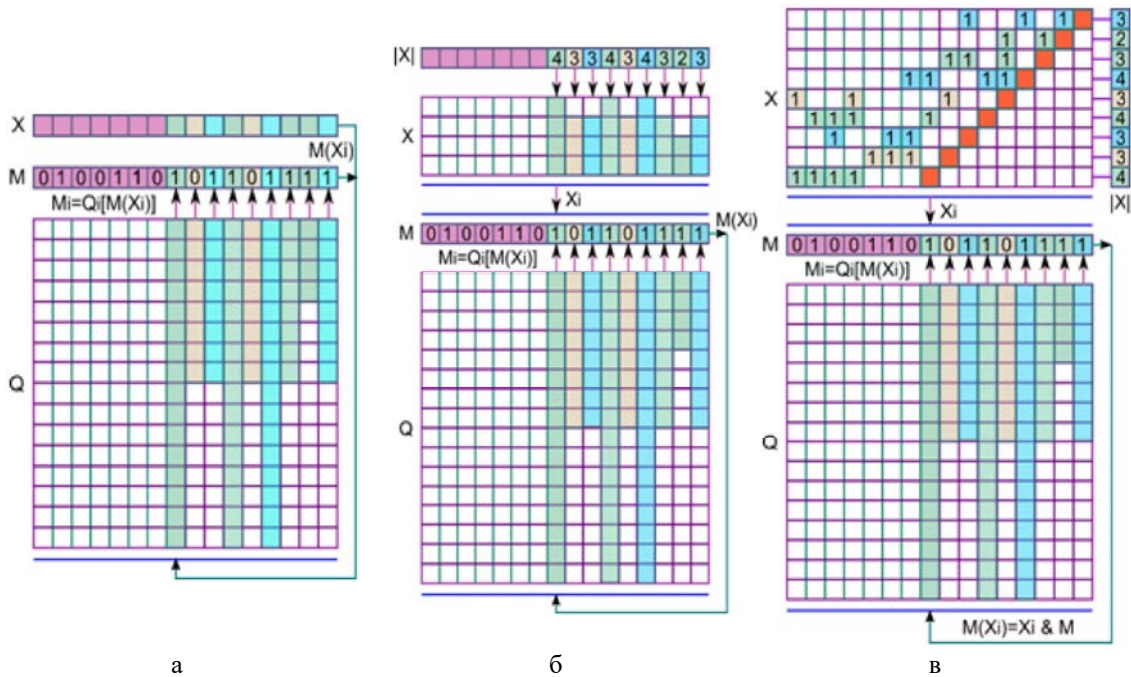 X
M(Xi)
M 0 1 0 0 1 1 0 1 0 1 1 0 1 1 1 1
Mi=Qi[M(Xi)]
Q
а
|X| 4 3 3 4 3 4 3 2 3
X
Xi
M(Xi)
M 0 1 0 0 1 1 0 1 0 1 1 0 1 1 1 1
Mi=Qi[M(Xi)]
Q
б
1 1 1 3
1 1 2
1 1 1 3
1 1 1 1 4
X 1 1 1 3
1 1 1 1 4
1 1 1 3
1 1 1 3
1 1 1 1 4
|X|
Xi
M 0 1 0 0 1 1 0 1 0 1 1 0 1 1 1 1
Mi=Qi[M(Xi)]
Q
M(Xi)=Xi & M
в